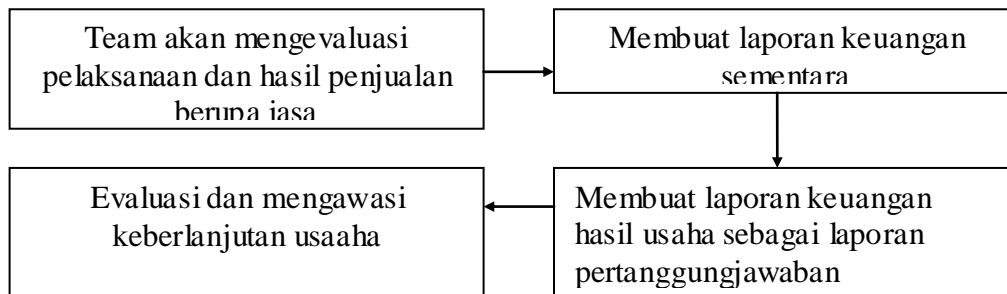 Team akan mengevaluasi
pelaksanaan dan hasil penjualan
berupa jasa
Membuat laporan keuangan
sementara
Membuat laporan keuangan
hasil usaha sebagai laporan
pertanggungjawaban
Evaluasi dan mengawasi
keberlanjutan usaaha